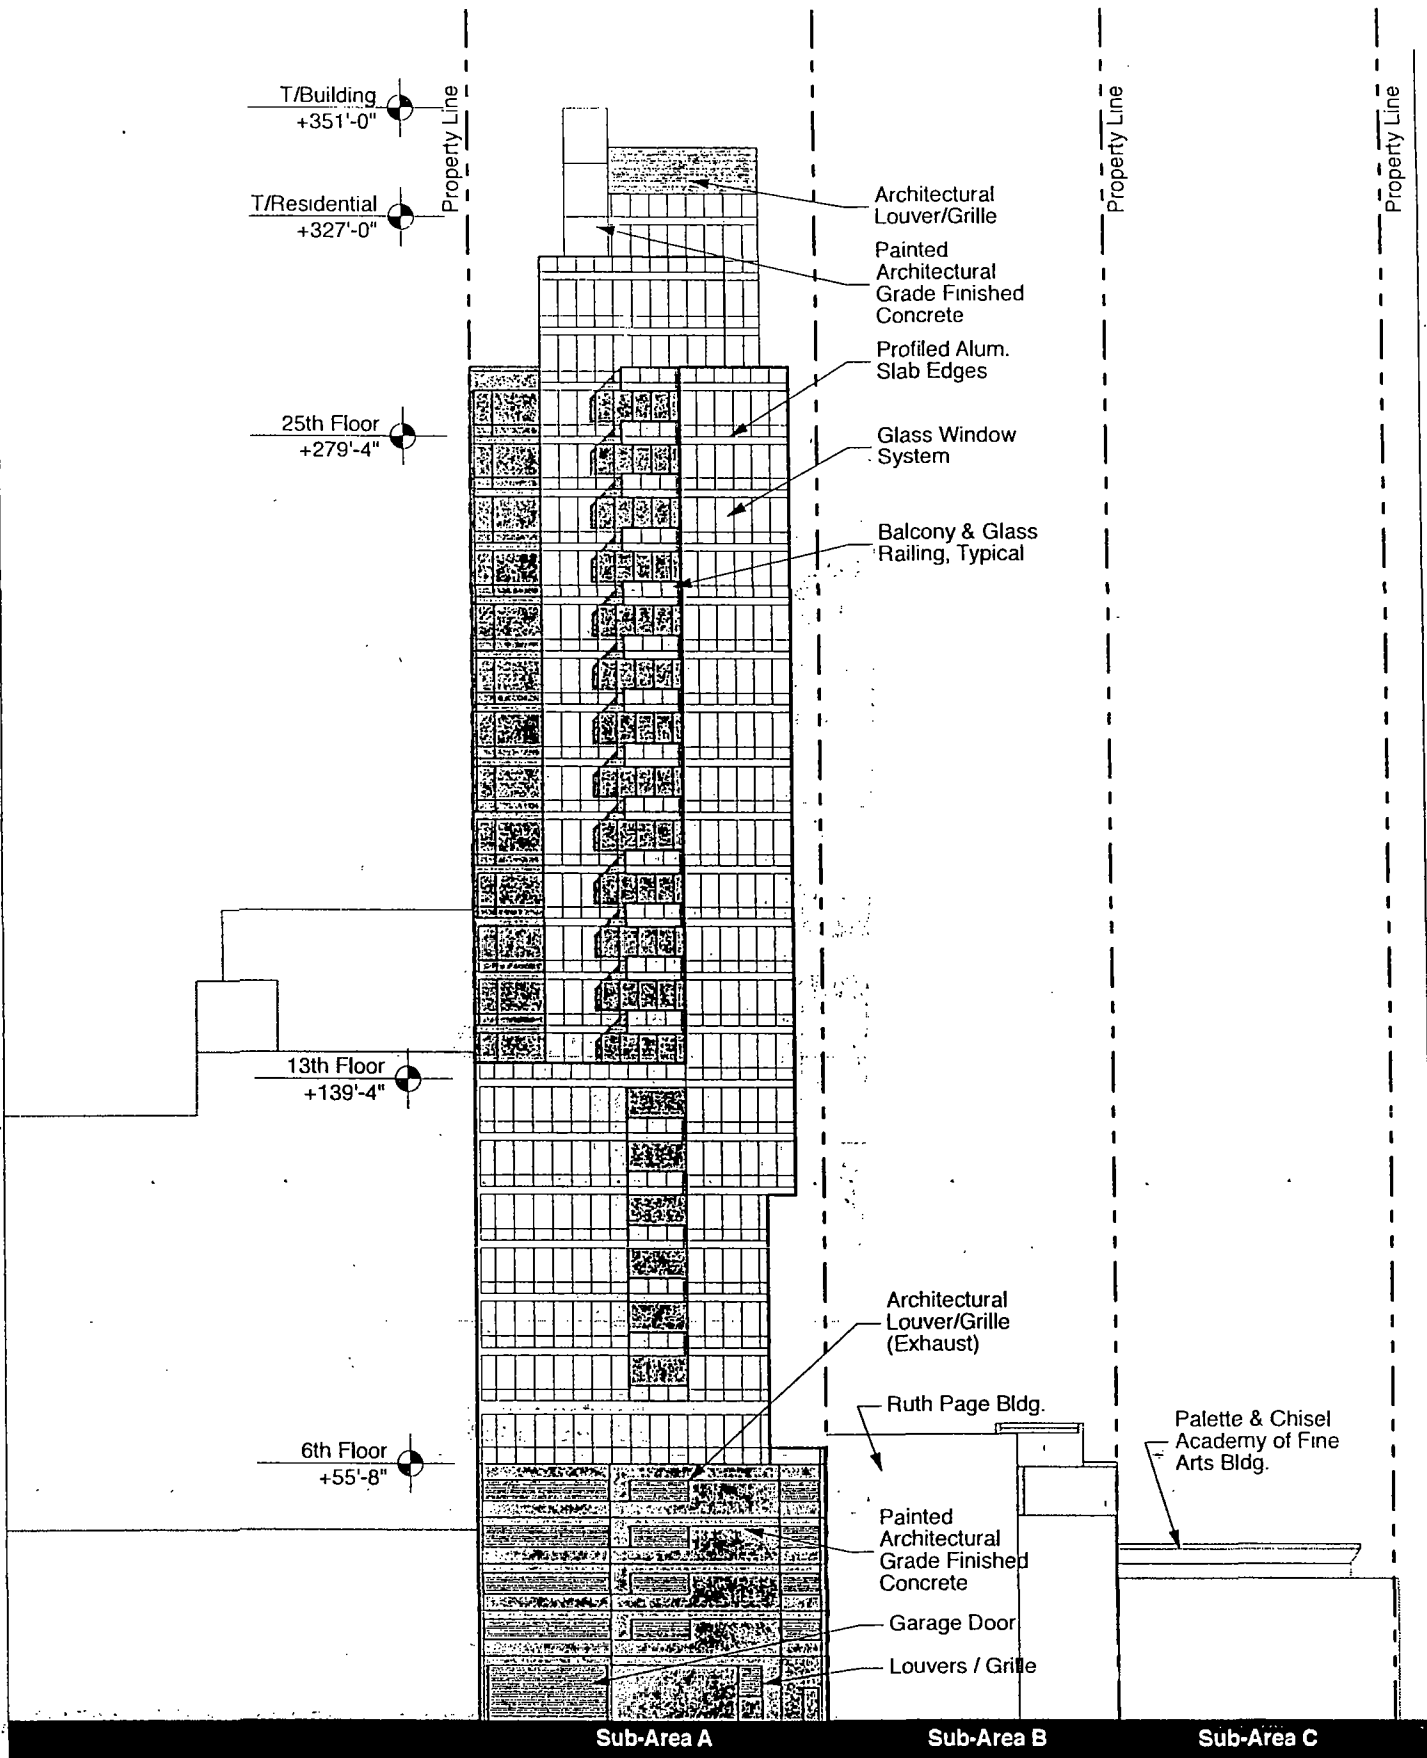 T/Building
+351'-0"
Property Line
Property Line
Property Line
T/Residential
+327'-0"
Architectural
Louver/Grille
Painted
Architectural
Grade Finished
Concrete
Profiled Alum.
Slab Edges
25th Floor
+279'-4"
Glass Window
System
Balcony & Glass
Railing, Typical
13th Floor
+139'-4"
Architectural
Louver/Grille
(Exhaust)
Ruth Page Bldg.
Palette & Chisel
Academy of Fine
Arts Bldg.
6th Floor
+55'-8"
Painted
Architectural
Grade Finished
Concrete
Garage Door
Louvers / Grille
Sub-Area A
Sub-Area B
Sub-Area C